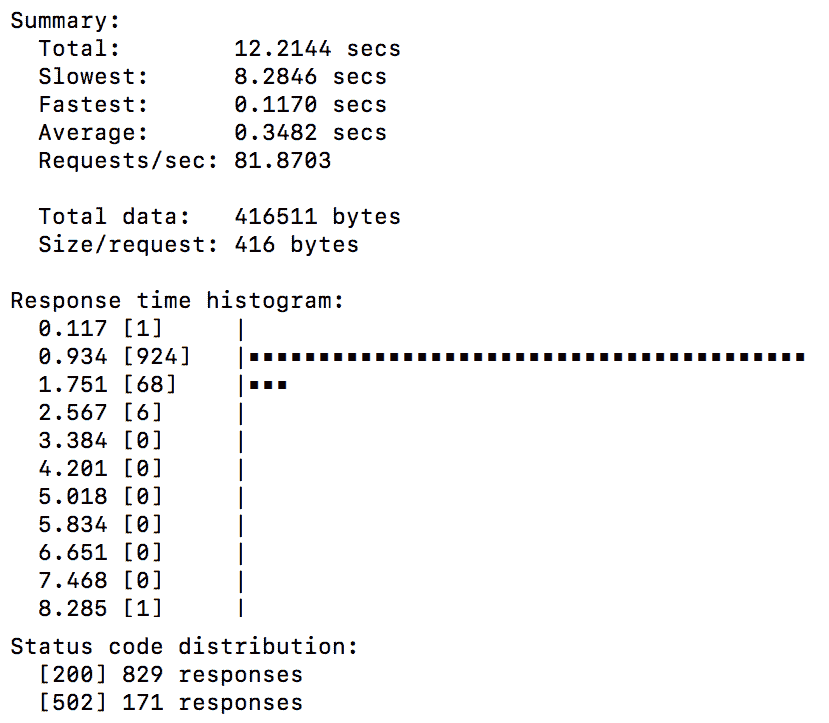 Summary:
  Total:        12.2144 secs
  Slowest:      8.2846 secs
  Fastest:      0.1170 secs
  Average:      0.3482 secs
  Requests/sec: 81.8703

  Total data:   416511 bytes
  Size/request: 416 bytes

Response time histogram:
  0.117 [1]     |
  0.934 [924]   |■■■■■■■■■■■■■■■■■■■■■■■■■■■■■■■■■■■■■■■■
  1.751 [68]    |■■■
  2.567 [6]     |
  3.384 [0]     |
  4.201 [0]     |
  5.018 [0]     |
  5.834 [0]     |
  6.651 [0]     |
  7.468 [0]     |
  8.285 [1]     |
Status code distribution:
  [200] 829 responses
  [502] 171 responses